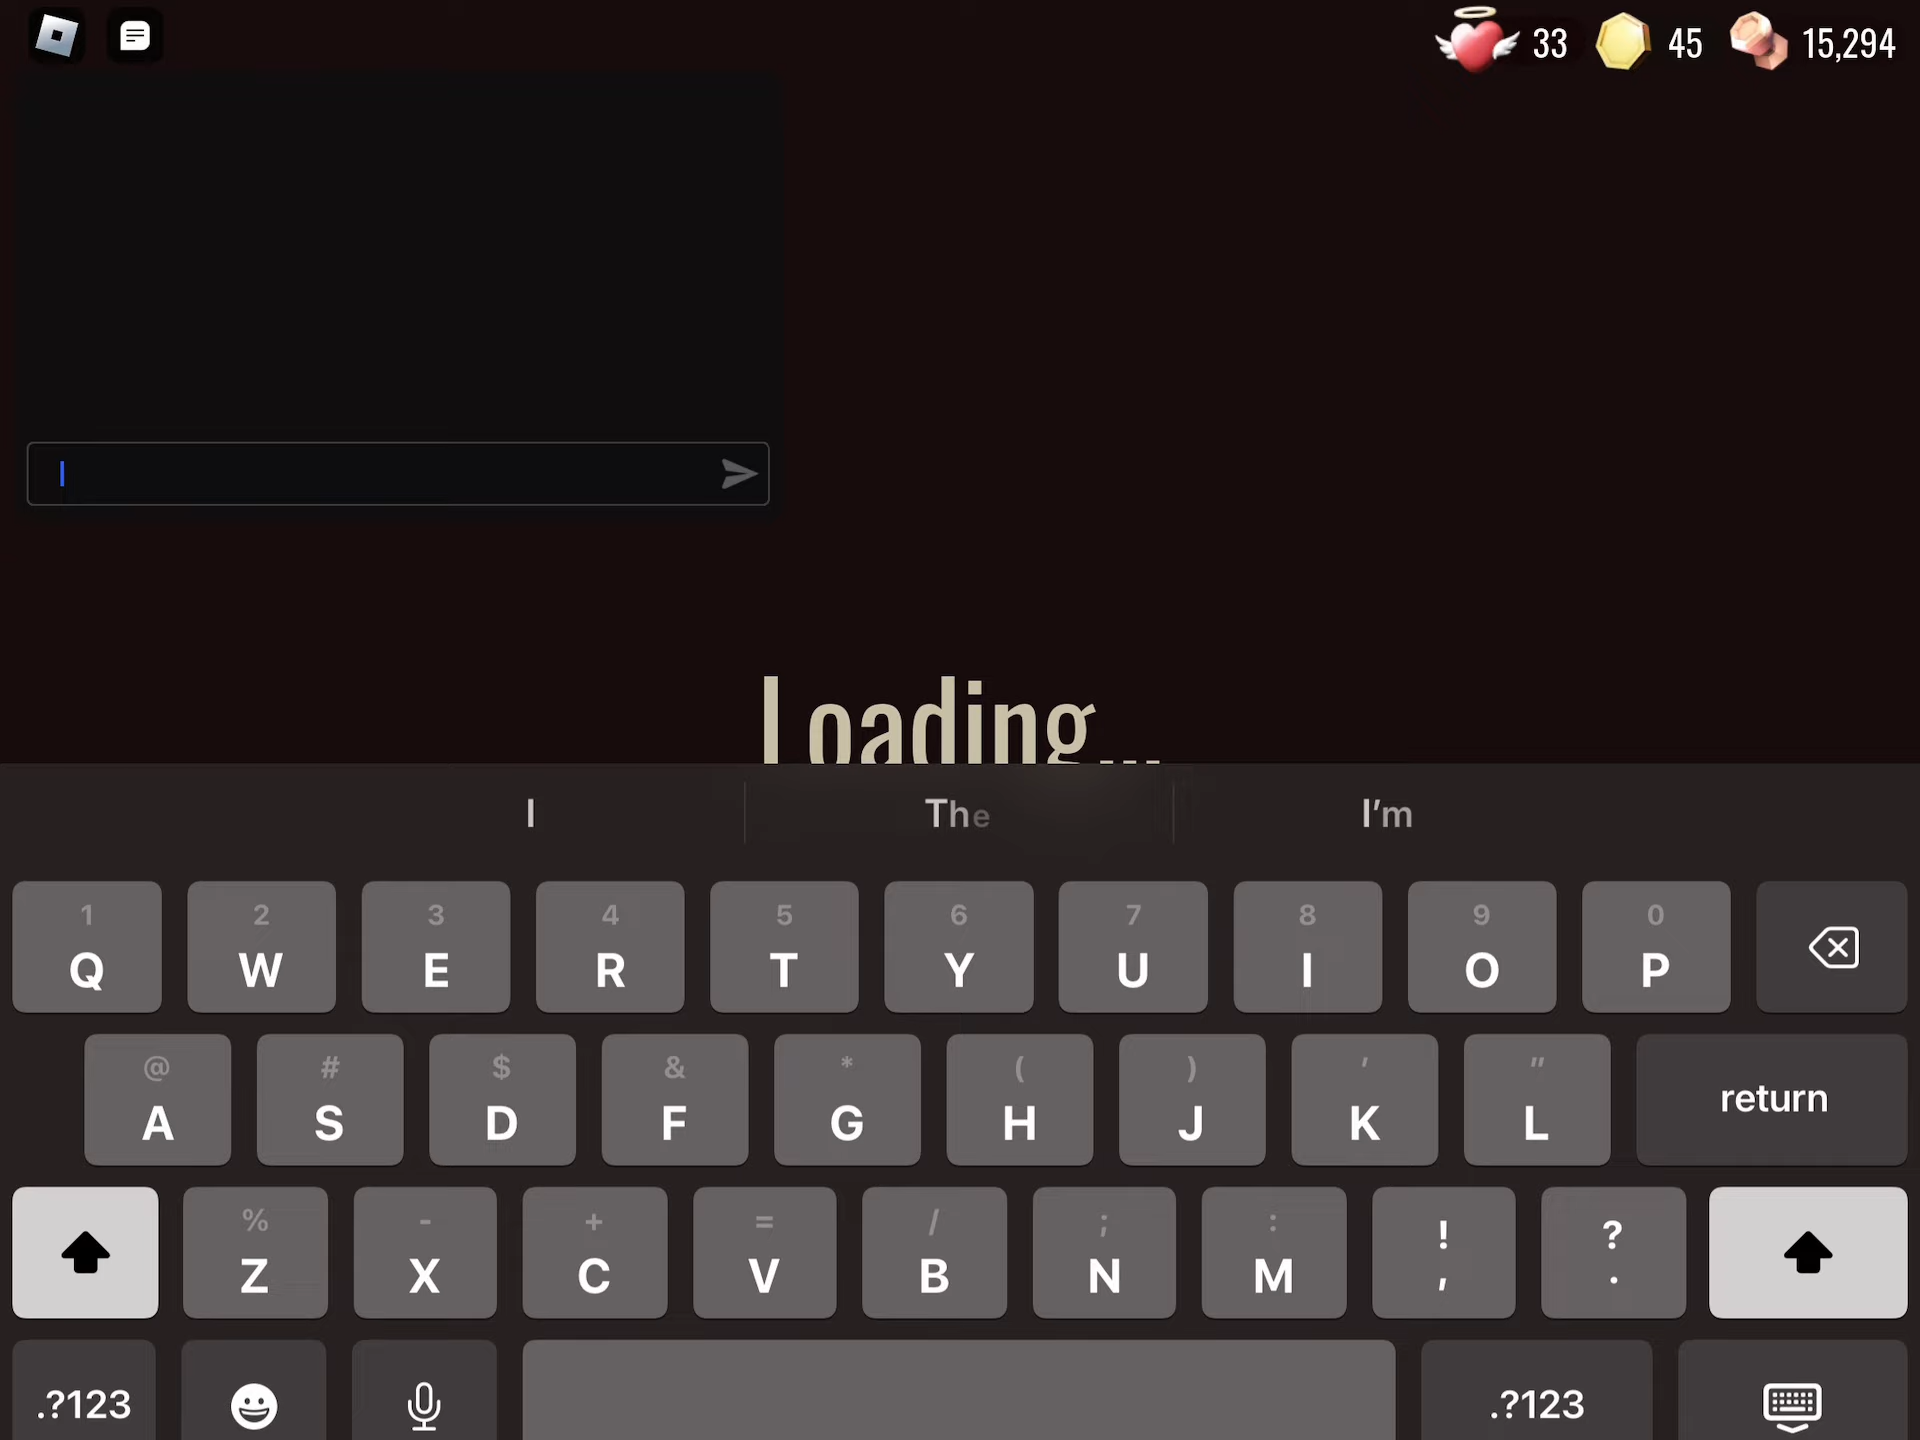 33 45 15,294
Loading...
I The I'm
1 2 3 4 5 6 7 8 9 0
Q W E R T Y U I O P
@ # $ & * ( ) ' "
A S D F G H J K L return
% - + = / ; : ! ?
Z X C V B N M , .
.?123 .?123